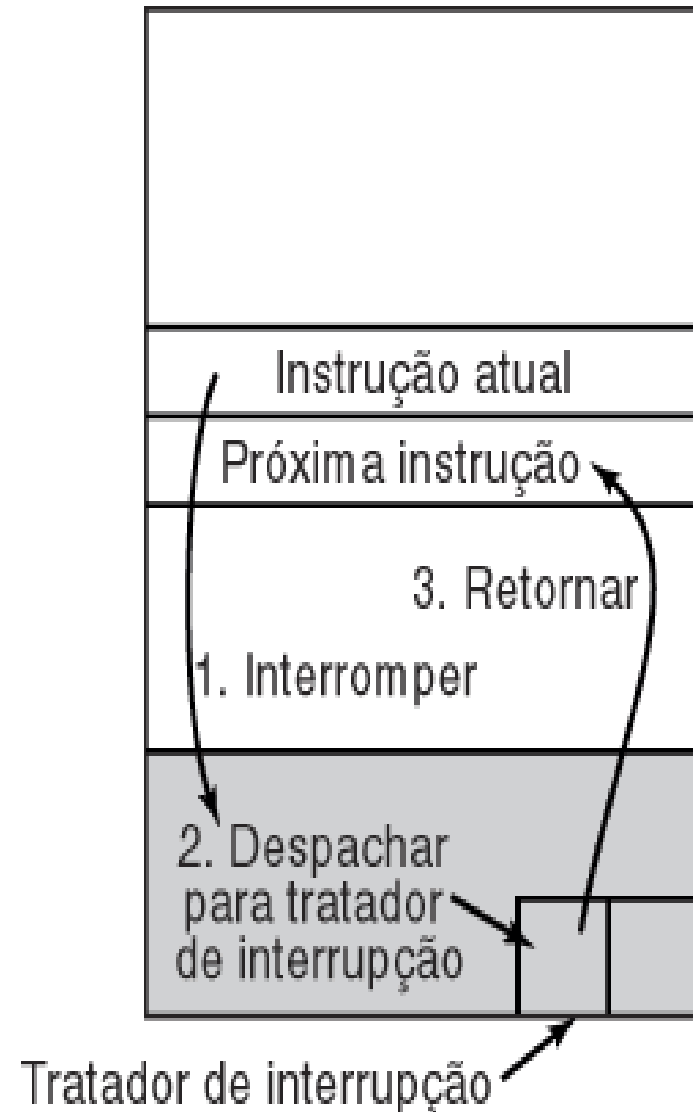 Instrução atual
Próxima instrução
3. Retornar
1. Interromper
2. Despachar
para tratador
de interrupção
Tratador de interrupção